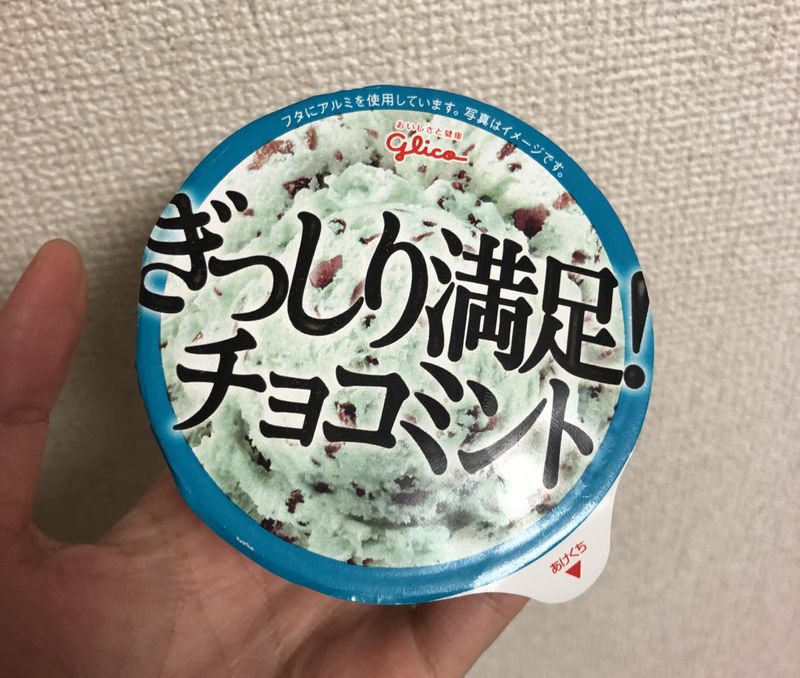 フタにアルミを使用しています。写真はイメージです。
おいしさと健康
Glico
ぎっしり満足!
チョコミント
あけくち